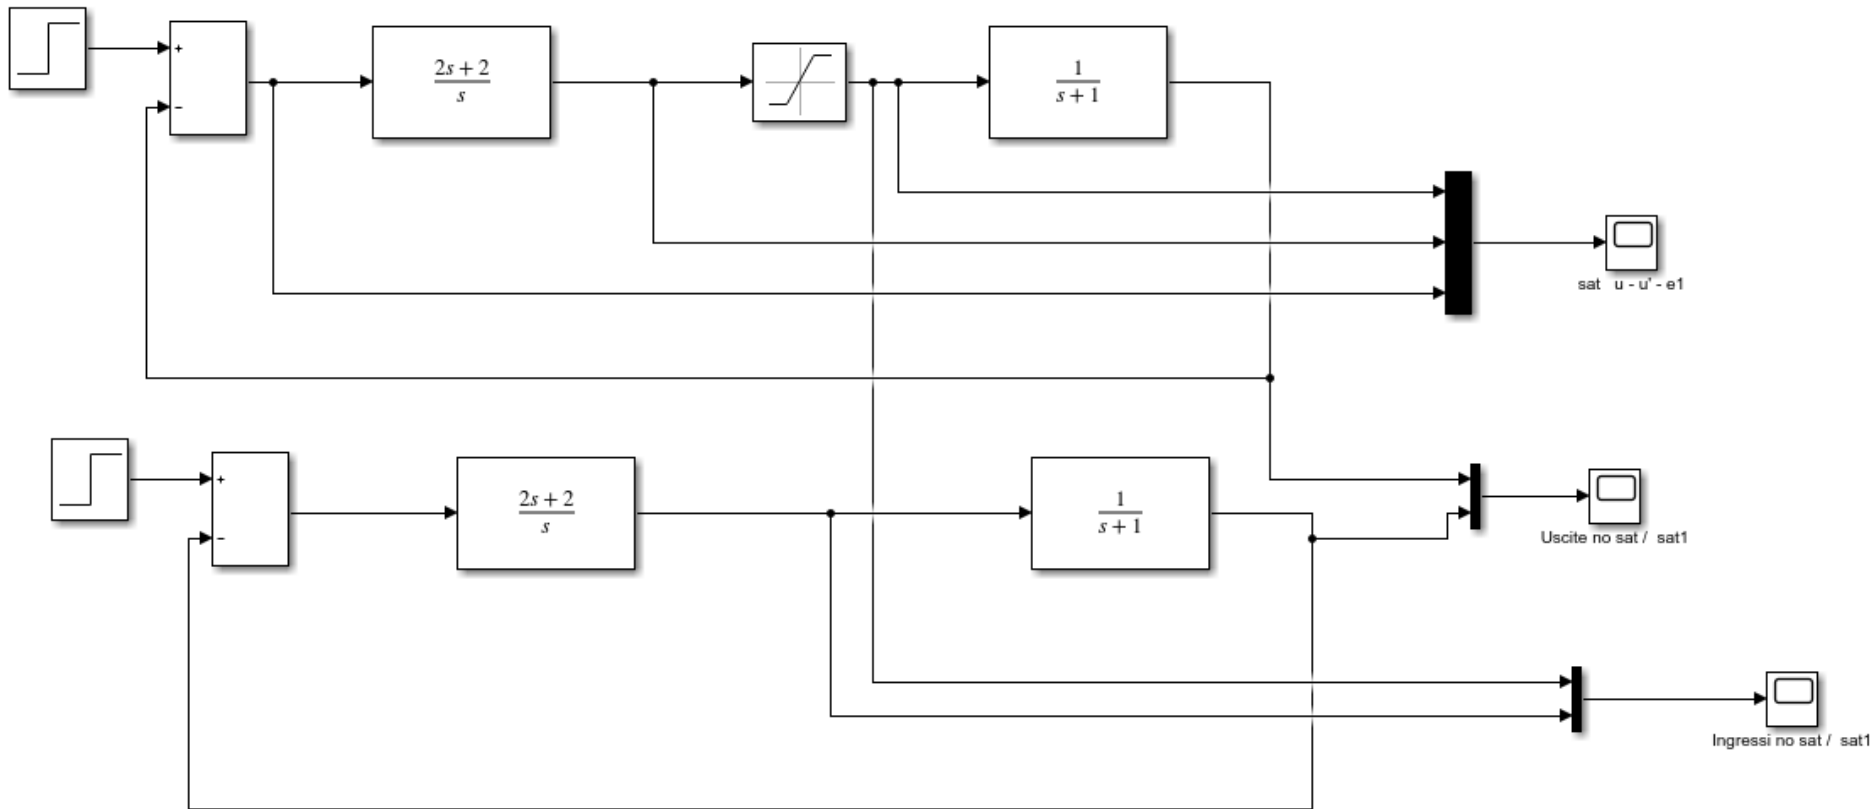 +
−
2s + 2
s
1
s + 1
sat   u - u' - e1
+
−
2s + 2
s
1
s + 1
Uscite no sat /  sat1
Ingressi no sat /  sat1